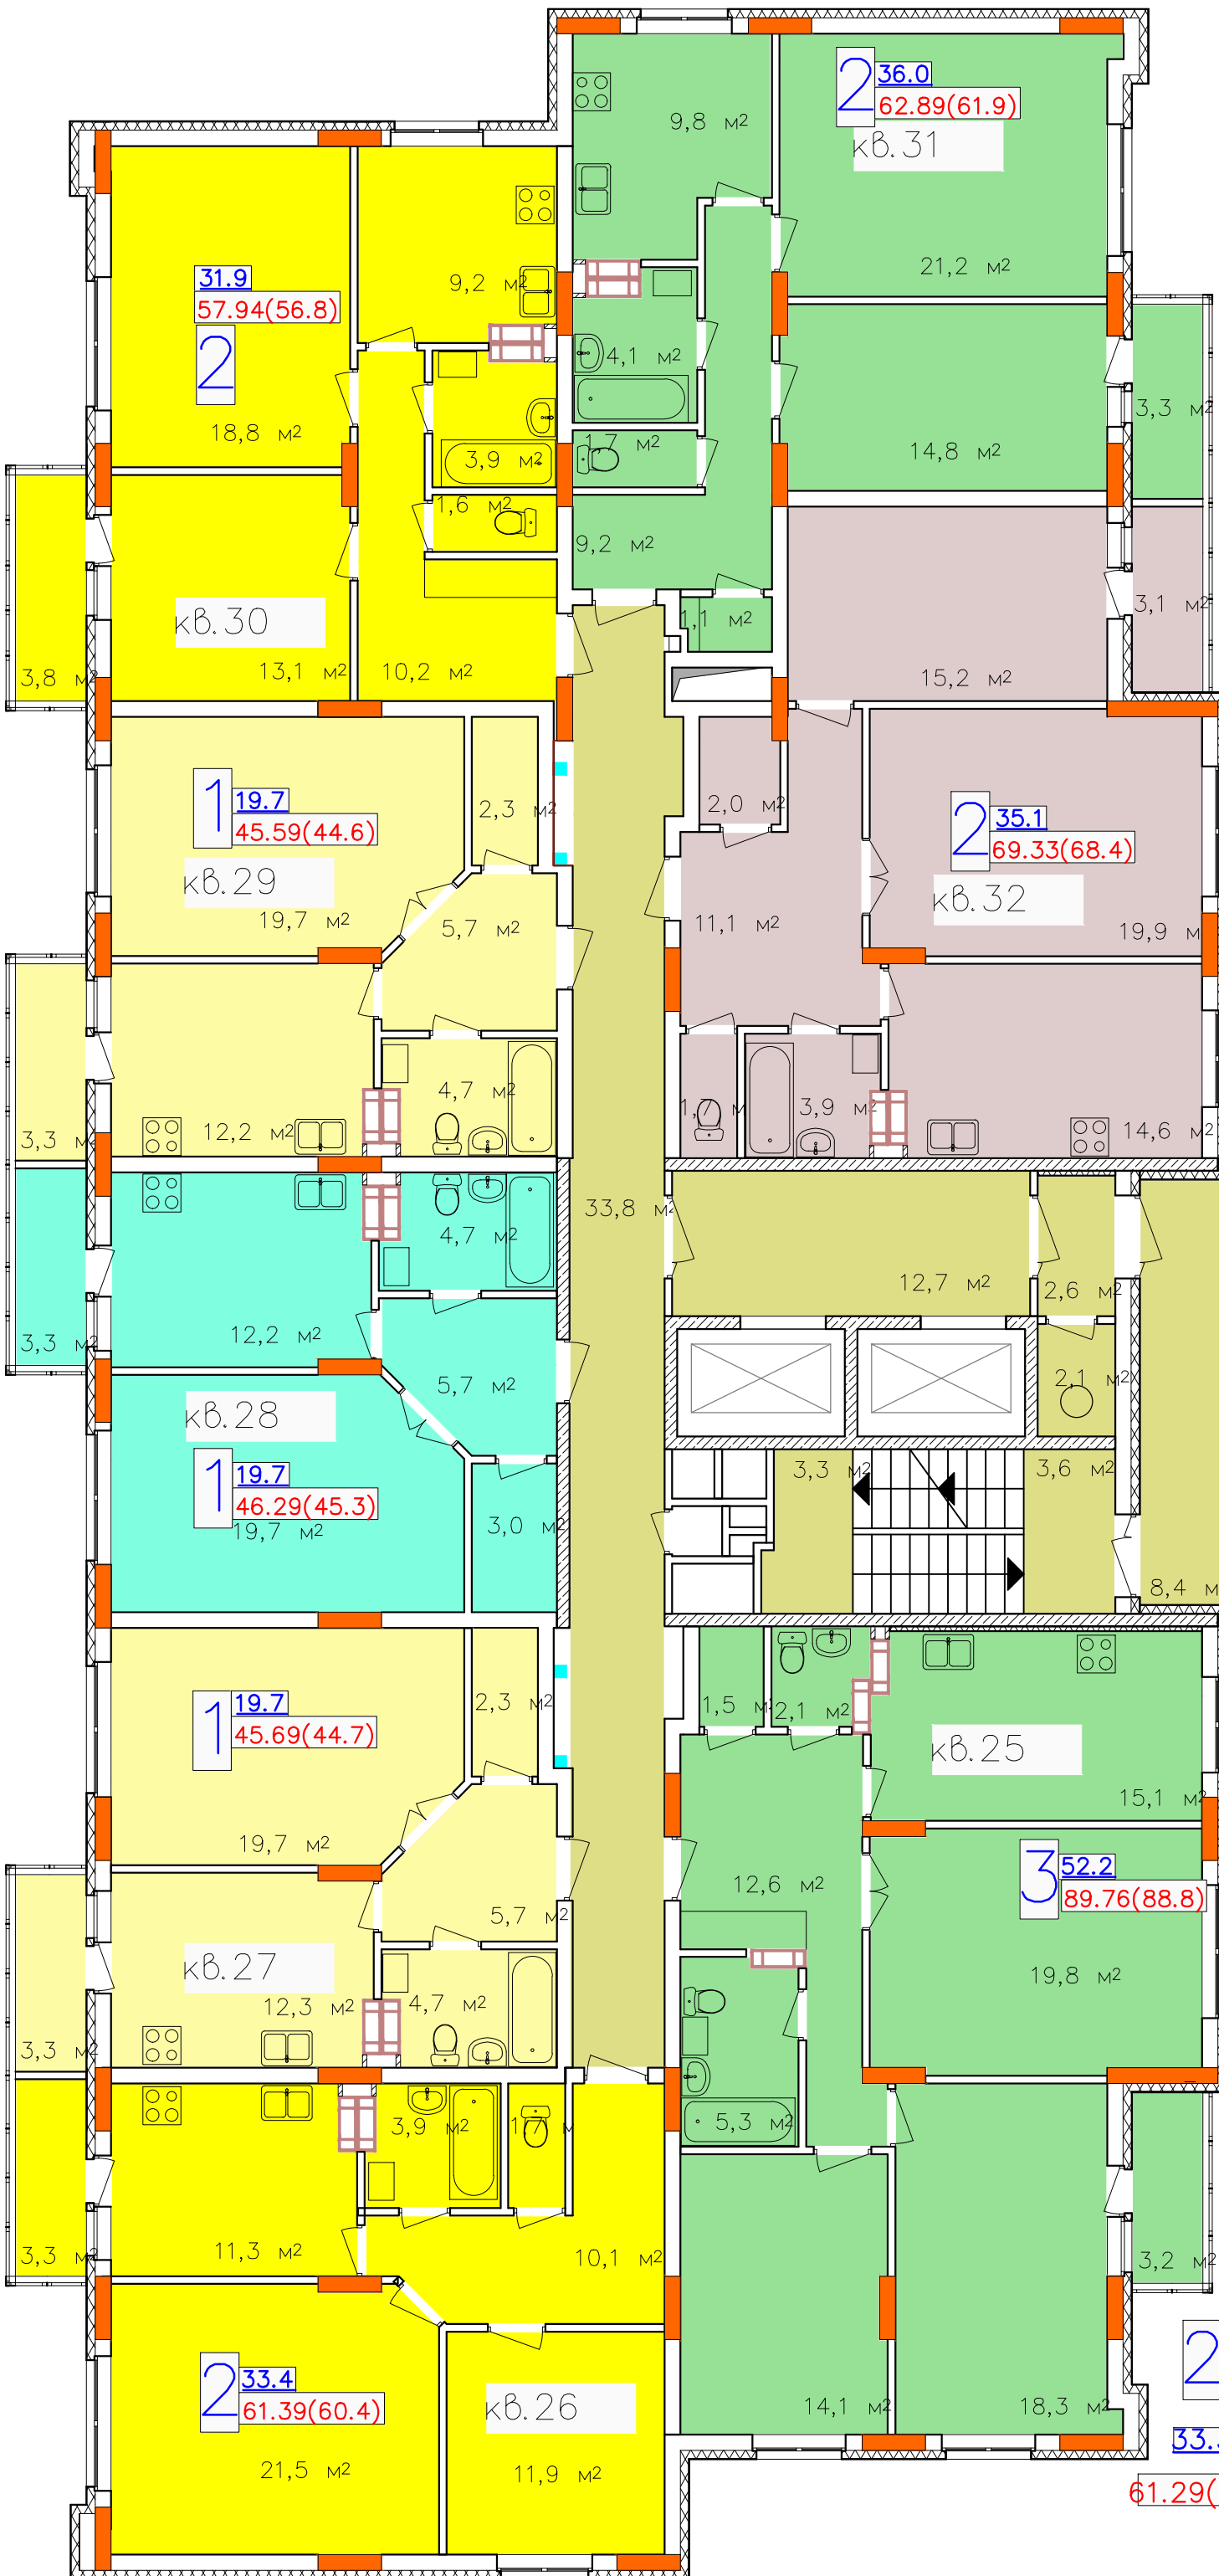 2 36.0
62.89(61.9)
кв.31
9,8 м²
21,2 м²
4,1 м²
1,7 м²
14,8 м²
3,3 м²
9,2 м²
1,1 м²
31.9
57.94(56.8)
2
18,8 м²
9,2 м²
3,9 м²
1,6 м²
кв.30
3,8 м²
13,1 м²
10,2 м²
15,2 м²
3,1 м²
2,0 м²
2 35.1
69.33(68.4)
кв.32
11,1 м²
19,9 м
1,7 м
3,9 м²
14,6 м²
1 19.7
45.59(44.6)
кв.29
2,3 м²
19,7 м²
5,7 м²
3,3 м²
12,2 м²
4,7 м²
33,8 м²
12,7 м²
2,6 м²
2,1 м²
3,3 м²
3,6 м²
8,4 м
4,7 м²
3,3 м²
12,2 м²
5,7 м²
кв.28
1 19.7
46.29(45.3)
19,7 м²
3,0 м²
1 19.7
45.69(44.7)
2,3 м²
19,7 м²
5,7 м²
кв.27
3,3 м²
12,3 м²
4,7 м²
1,5 м
2,1 м²
кв.25
15,1 м²
3 52.2
89.76(88.8)
12,6 м²
19,8 м²
5,3 м²
3,2 м²
14,1 м²
18,3 м²
3,9 м²
1,7 м
3,3 м²
11,3 м²
10,1 м²
2 33.4
61.39(60.4)
кв.26
21,5 м²
11,9 м²
2
33.
61.29(